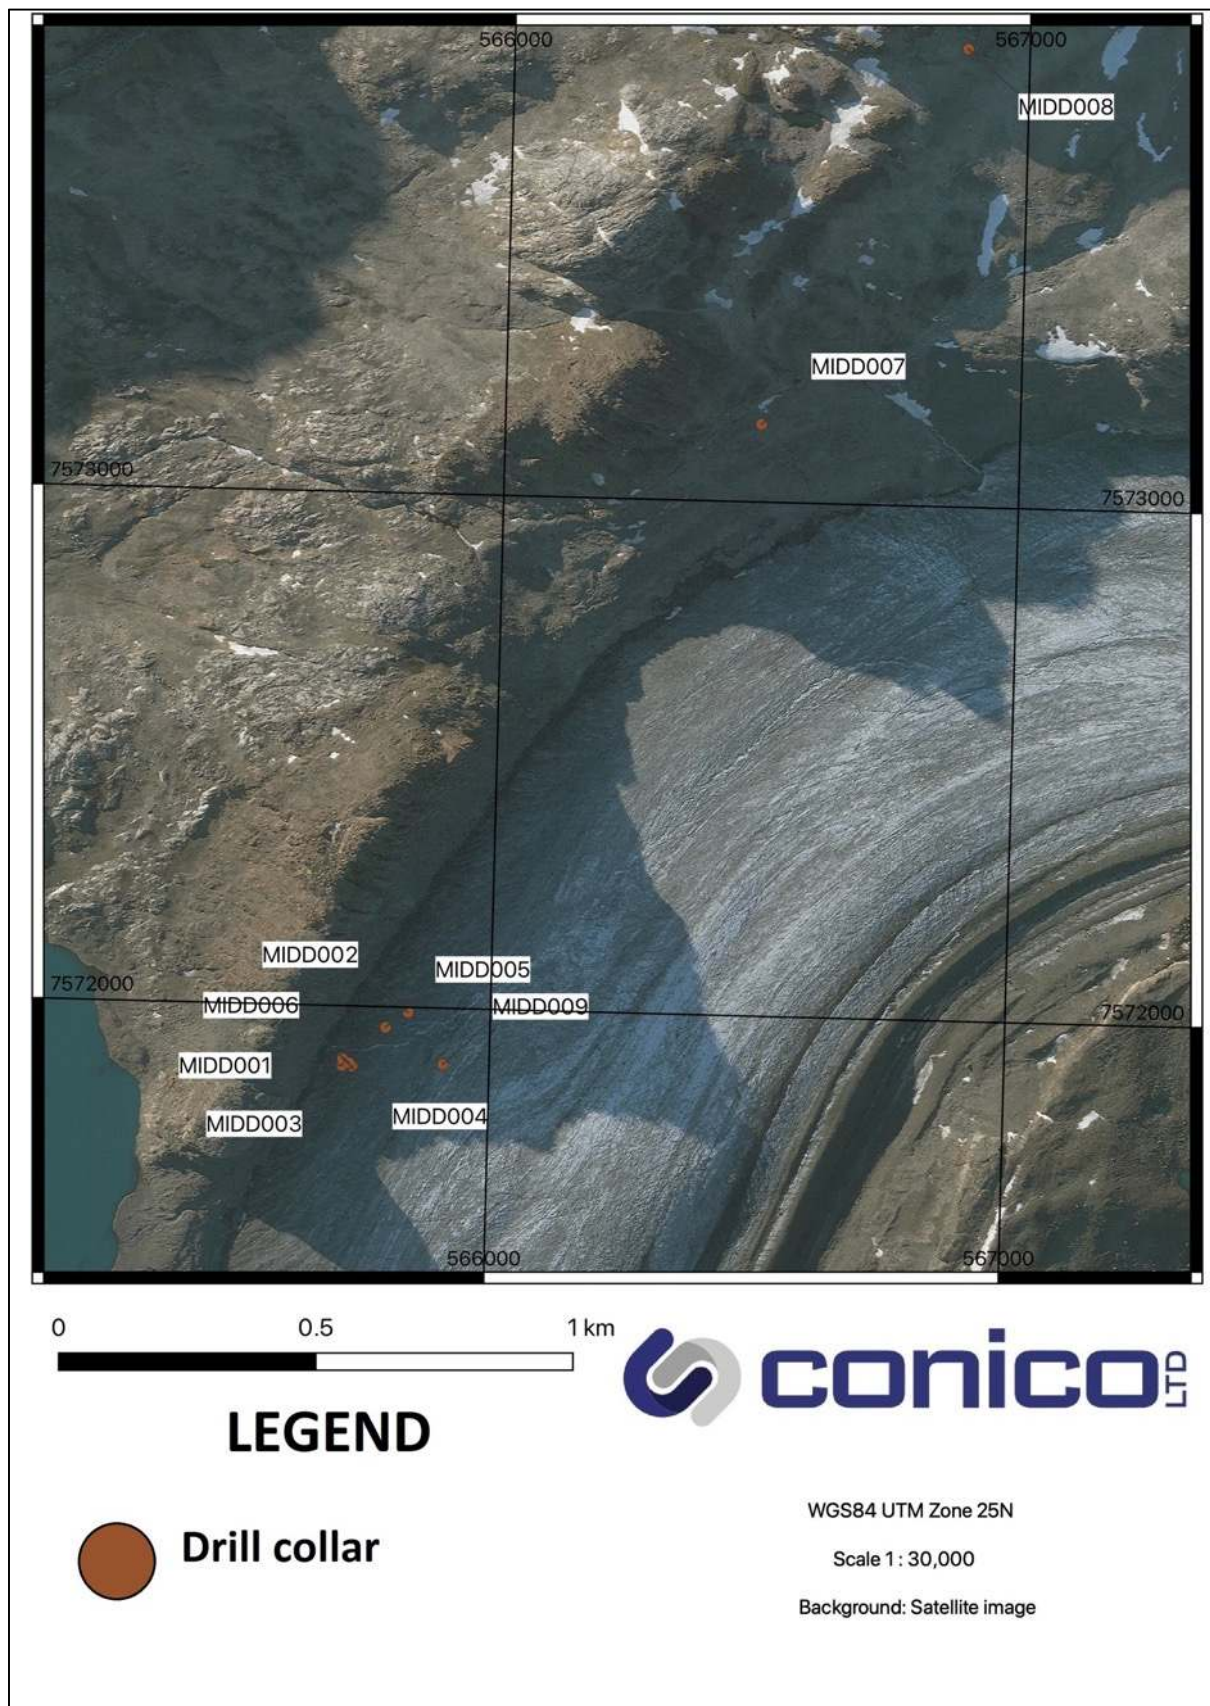 566000
567000
MIDD008
MIDD007
7573000
7573000
MIDD002
MIDD005
7572000
MIDD006
MIDD009
7572000
MIDD001
MIDD004
MIDD003
566000
567000
0 0.5 1 km
conico LTD
LEGEND
Drill collar
WGS84 UTM Zone 25N
Scale 1 : 30,000
Background: Satellite image